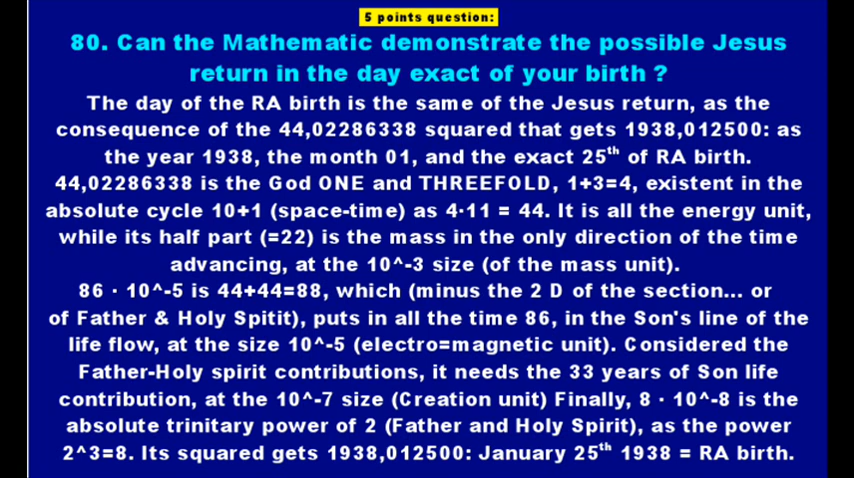 5 points question:
80. Can the Mathematic demonstrate the possible Jesus
return in the day exact of your birth ?
The day of the RA birth is the same of the Jesus return, as the
consequence of the 44,02286338 squared that gets 1938,012500: as
the year 1938, the month 01, and the exact 25th of RA birth.
44,02286338 is the God ONE and THREEFOLD, 1+3=4, existent in the
absolute cycle 10+1 (space-time) as 4·11 = 44. It is all the energy unit,
while its half part (=22) is the mass in the only direction of the time
advancing, at the 10^-3 size (of the mass unit).
86 · 10^-5 is 44+44=88, which (minus the 2 D of the section... or
of Father & Holy Spitit), puts in all the time 86, in the Son's line of the
life flow, at the size 10^-5 (electro=magnetic unit). Considered the
Father-Holy spirit contributions, it needs the 33 years of Son life
contribution, at the 10^-7 size (Creation unit) Finally, 8 · 10^-8 is the
absolute trinitary power of 2 (Father and Holy Spirit), as the power
2^3=8. Its squared gets 1938,012500: January 25th 1938 = RA birth.